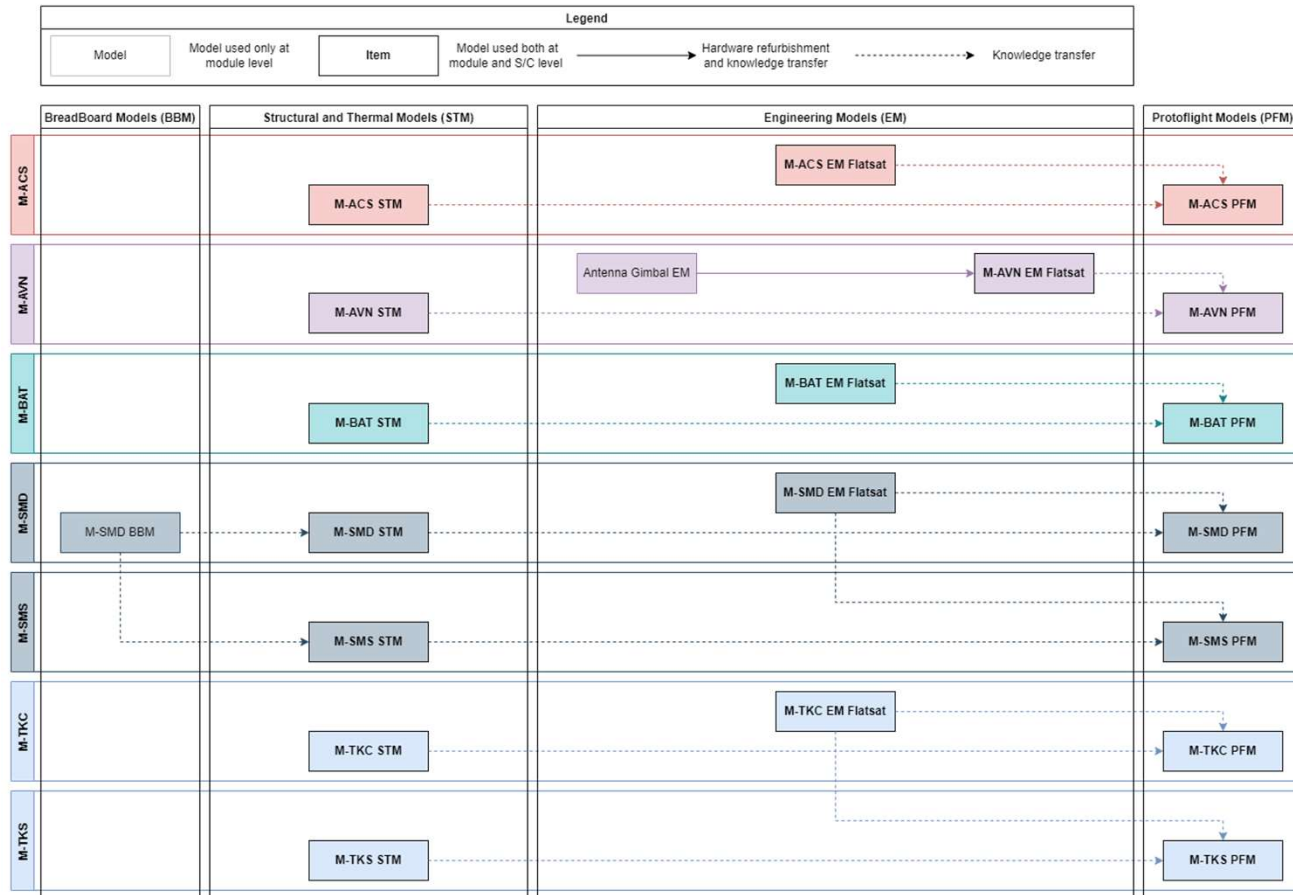 Legend
Model
Model used only at
module level
Item
Model used both at
module and S/C level
Hardware refurbishment
and knowledge transfer
Knowledge transfer
BreadBoard Models (BBM)
Structural and Thermal Models (STM)
Engineering Models (EM)
Protoflight Models (PFM)
M-ACS
M-ACS EM Flatsat
M-ACS STM
M-ACS PFM
M-AVN
Antenna Gimbal EM
M-AVN EM Flatsat
M-AVN STM
M-AVN PFM
M-BAT
M-BAT EM Flatsat
M-BAT STM
M-BAT PFM
M-SMD
M-SMD EM Flatsat
M-SMD BBM
M-SMD STM
M-SMD PFM
M-SMS
M-SMS STM
M-SMS PFM
M-TKC
M-TKC EM Flatsat
M-TKC STM
M-TKC PFM
M-TKS
M-TKS STM
M-TKS PFM